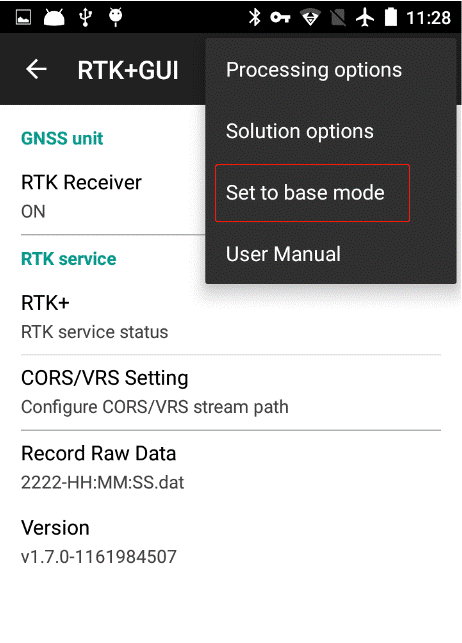 11:28
RTK+GUI
Processing options
Solution options
Set to base mode
User Manual
GNSS unit
RTK Receiver
ON
RTK service
RTK+
RTK service status
CORS/VRS Setting
Configure CORS/VRS stream path
Record Raw Data
2222-HH:MM:SS.dat
Version
v1.7.0-1161984507